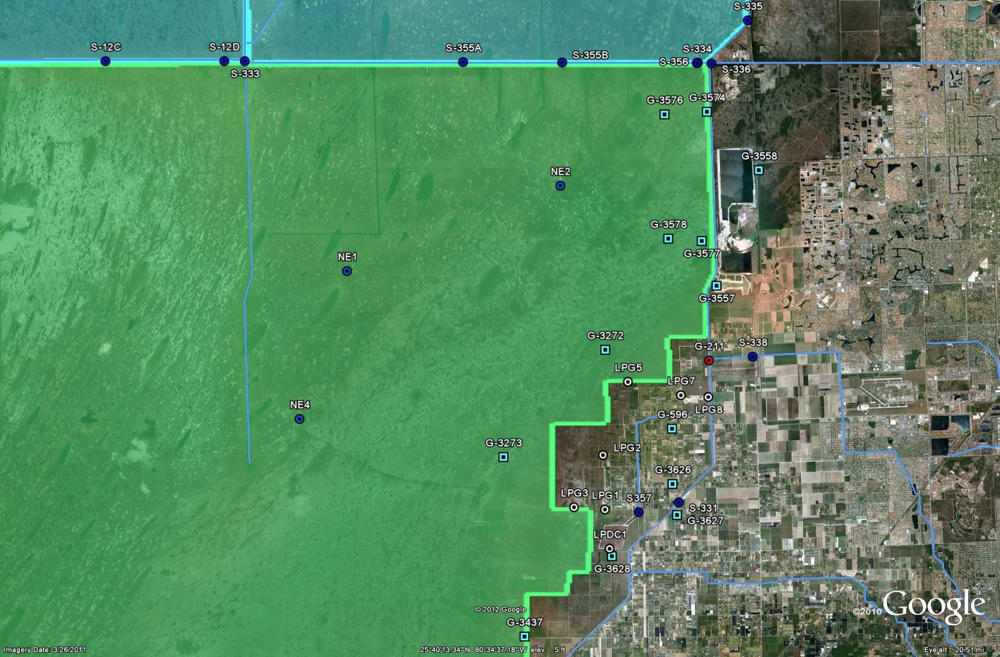 S-335
S-12C
S-12D
S-355A
S-355B
S-334
S-356
S-336
S-333
G-3576
G-3574
G-3558
NE2
G-3578
G-3577
NE1
G-3557
G-3272
G-211
S-338
LPG5
LPG7
NE4
LPG8
G-596
G-3273
LPG2
G-3626
LPG3
LPG1
S357
S-331
G-3627
LPDC1
G-3628
© 2012 Google
©2010 Google
G-3437
Imagery Date: 3/26/2011
25°40'13.34" N 80°34'37.18" W elev 5 ft
Eye alt 20.51 mi